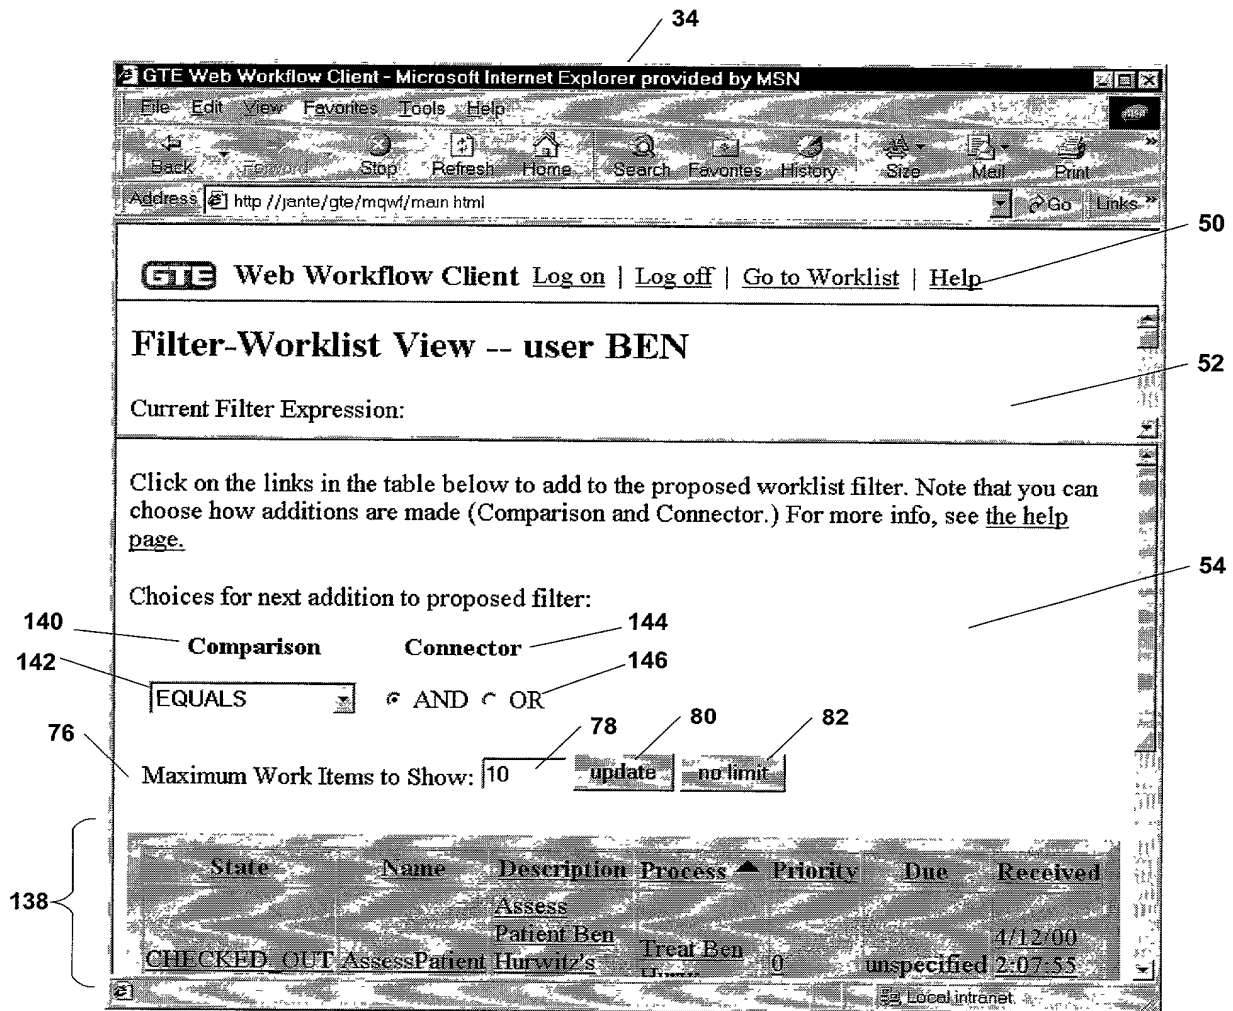 34
GTE Web Workflow Client - Microsoft Internet Explorer provided by MSN
File Edit View Favorites Tools Help
Back Forward Stop Refresh Home Search Favorites History Size Mail Print »
Address http //jante/gte/mqwf/main html Go Links »
50
GTE Web Workflow Client Log on | Log off | Go to Worklist | Help
Filter-Worklist View -- user BEN
52
Current Filter Expression:
Click on the links in the table below to add to the proposed worklist filter. Note that you can
choose how additions are made (Comparison and Connector.) For more info, see the help
page.
54
Choices for next addition to proposed filter:
140 144
Comparison Connector
142 146
EQUALS AND OR
76 78 80 82
Maximum Work Items to Show: 10 update no limit
138
State Name Description Process Priority Due Received
Assess
Patient Ben 4/12/00
CHECKED_OUT AssessPatient Hurwitz's Treat Ben 0 unspecified 2:07:55
Local intranet